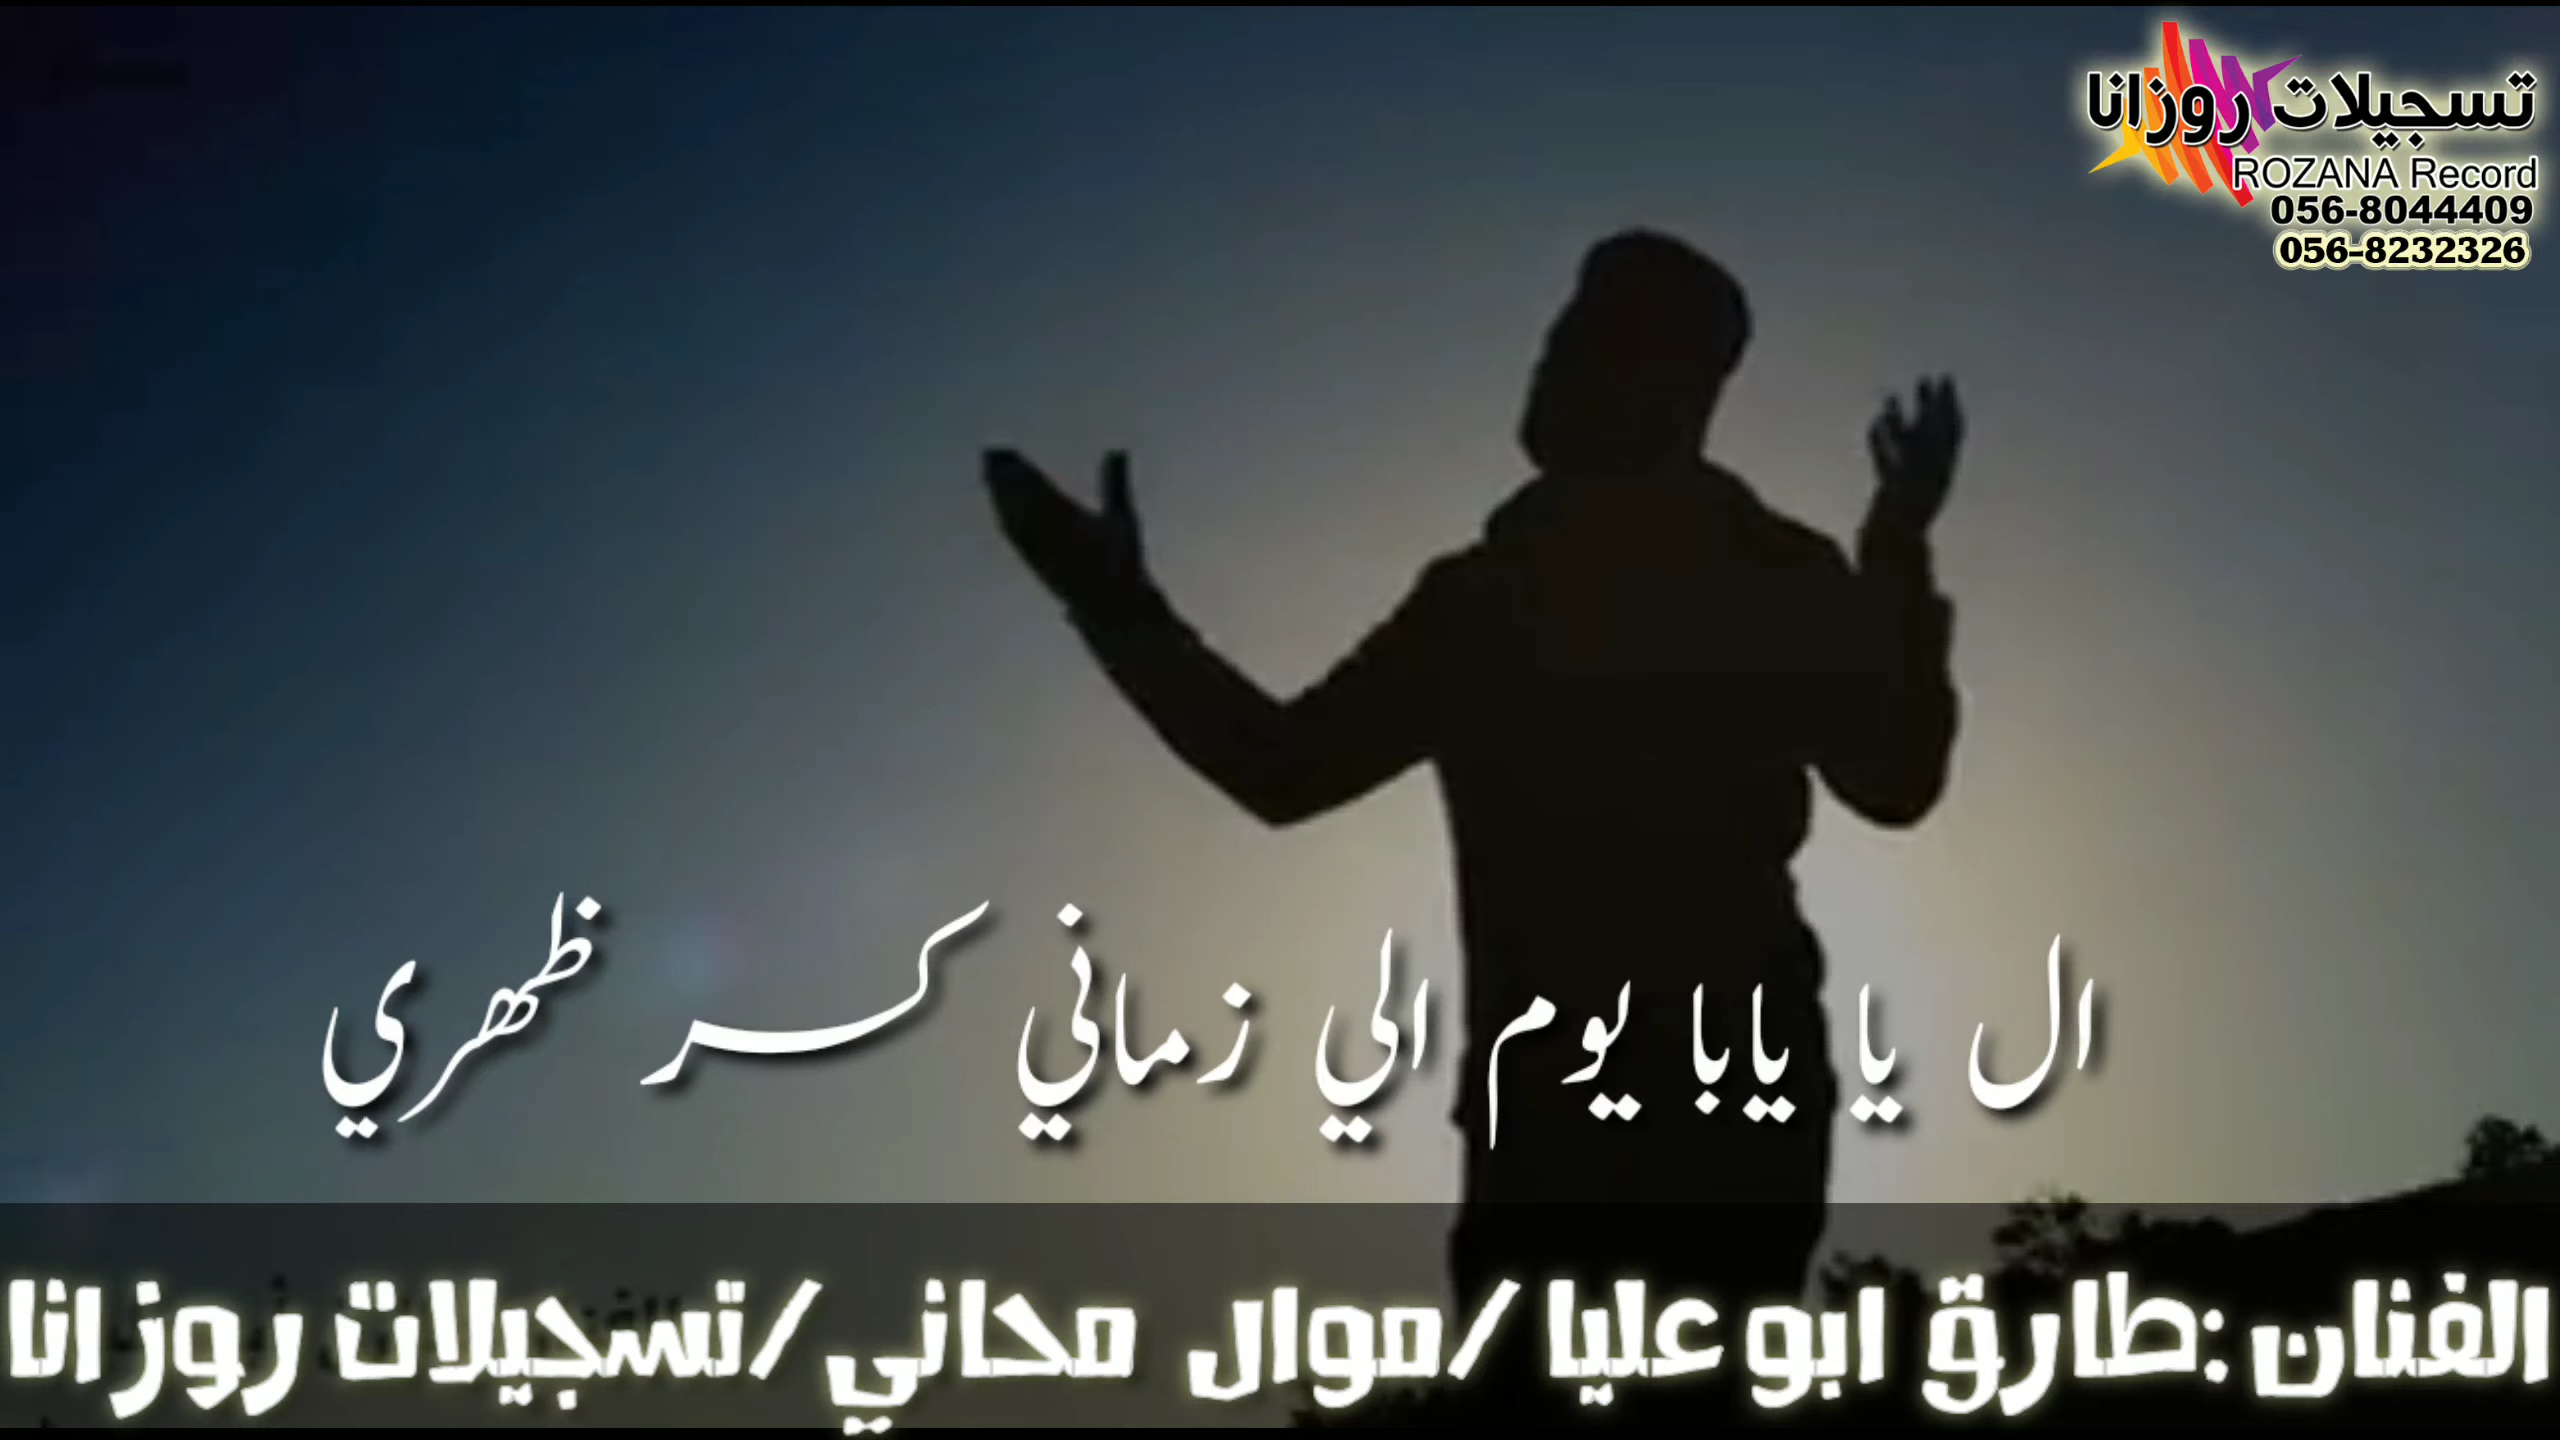 تسجيلات روزانا
ROZANA Record
056-8044409
056-8232326
ال يا يابا يوم الي زماني كسر ظهري
الفنان :طارق ابو عليا /موال محاني /تسجيلات روزانا